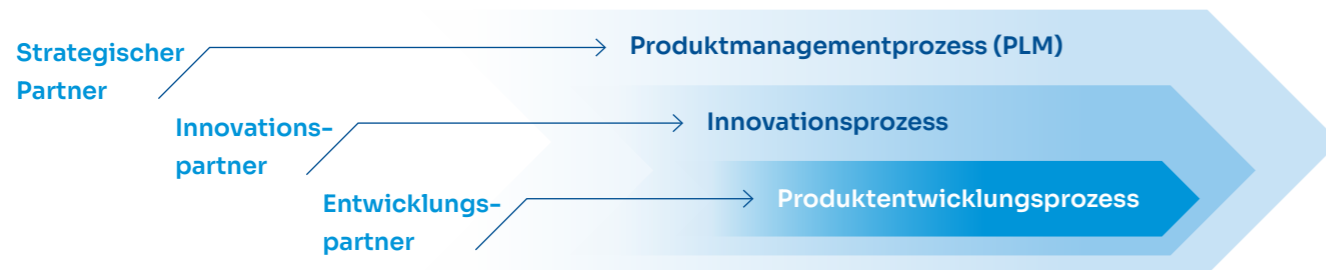 Strategischer
Partner
Produktmanagementprozess (PLM)
Innovations-
partner
Innovationsprozess
Entwicklungs-
partner
Produktentwicklungsprozess